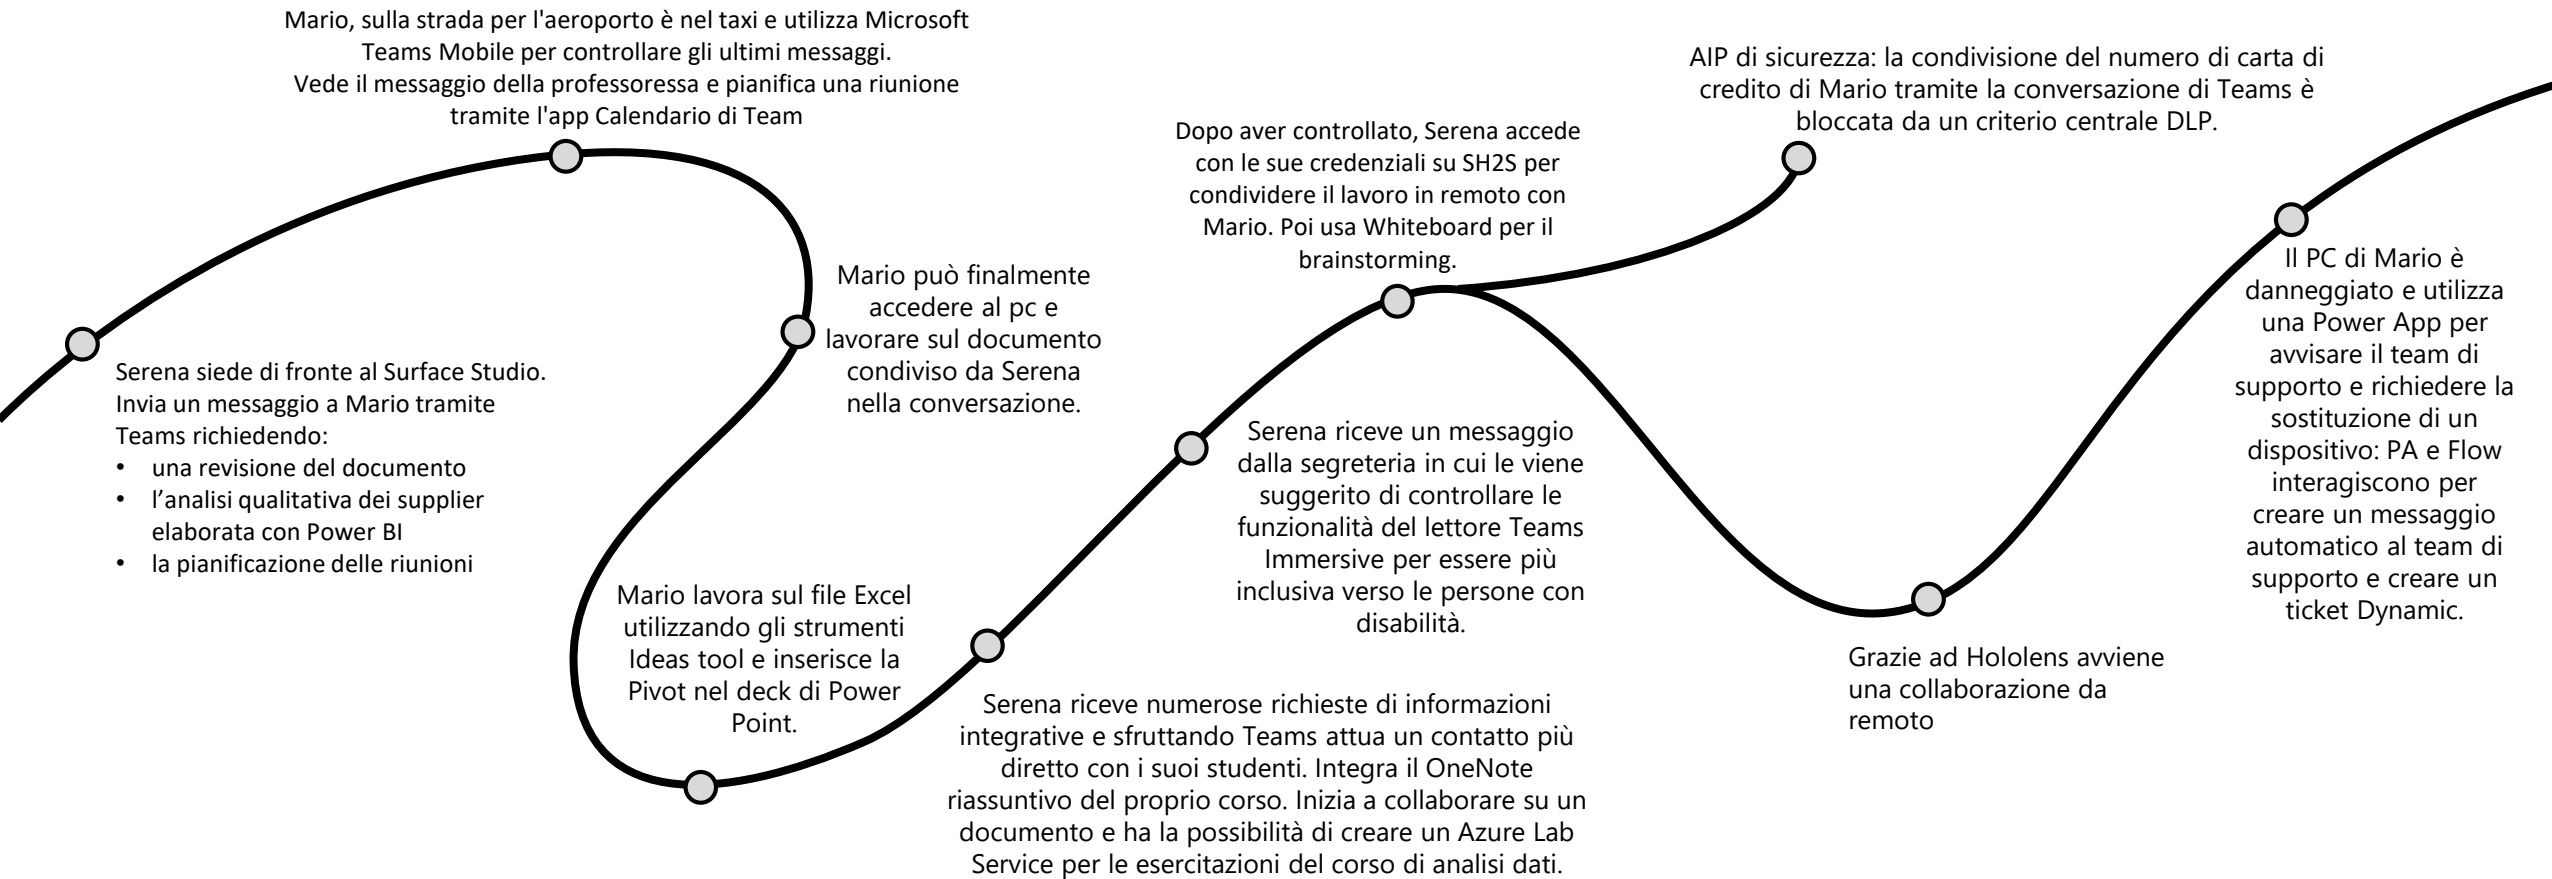 Mario, sulla strada per l'aeroporto è nel taxi e utilizza Microsoft
Teams Mobile per controllare gli ultimi messaggi.
Vede il messaggio della professoressa e pianifica una riunione
tramite l'app Calendario di Team
Serena siede di fronte al Surface Studio.
Invia un messaggio a Mario tramite
Teams richiedendo:
• una revisione del documento
• l’analisi qualitativa dei supplier
elaborata con Power BI
• la pianificazione delle riunioni
Mario può finalmente
accedere al pc e
lavorare sul documento
condiviso da Serena
nella conversazione.
Mario lavora sul file Excel
utilizzando gli strumenti
Ideas tool e inserisce la
Pivot nel deck di Power
Point.
Serena riceve numerose richieste di informazioni
integrative e sfruttando Teams attua un contatto più
diretto con i suoi studenti. Integra il OneNote
riassuntivo del proprio corso. Inizia a collaborare su un
documento e ha la possibilità di creare un Azure Lab
Service per le esercitazioni del corso di analisi dati.
Serena riceve un messaggio
dalla segreteria in cui le viene
suggerito di controllare le
funzionalità del lettore Teams
Immersive per essere più
inclusiva verso le persone con
disabilità.
Dopo aver controllato, Serena accede
con le sue credenziali su SH2S per
condividere il lavoro in remoto con
Mario. Poi usa Whiteboard per il
brainstorming.
AIP di sicurezza: la condivisione del numero di carta di
credito di Mario tramite la conversazione di Teams è
bloccata da un criterio centrale DLP.
Grazie ad Hololens avviene
una collaborazione da
remoto
Il PC di Mario è
danneggiato e utilizza
una Power App per
avvisare il team di
supporto e richiedere la
sostituzione di un
dispositivo: PA e Flow
interagiscono per
creare un messaggio
automatico al team di
supporto e creare un
ticket Dynamic.